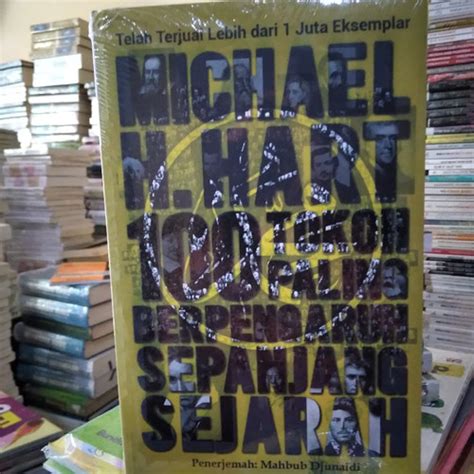 Telah Terjual Lebih dari 1 Juta Eksemplar
MICHAEL
H. HART
100 TOKOH
PALING
BERPENGARUH
SEPANJANG
SEJARAH
Penerjemah: Mahbub Djunaidi